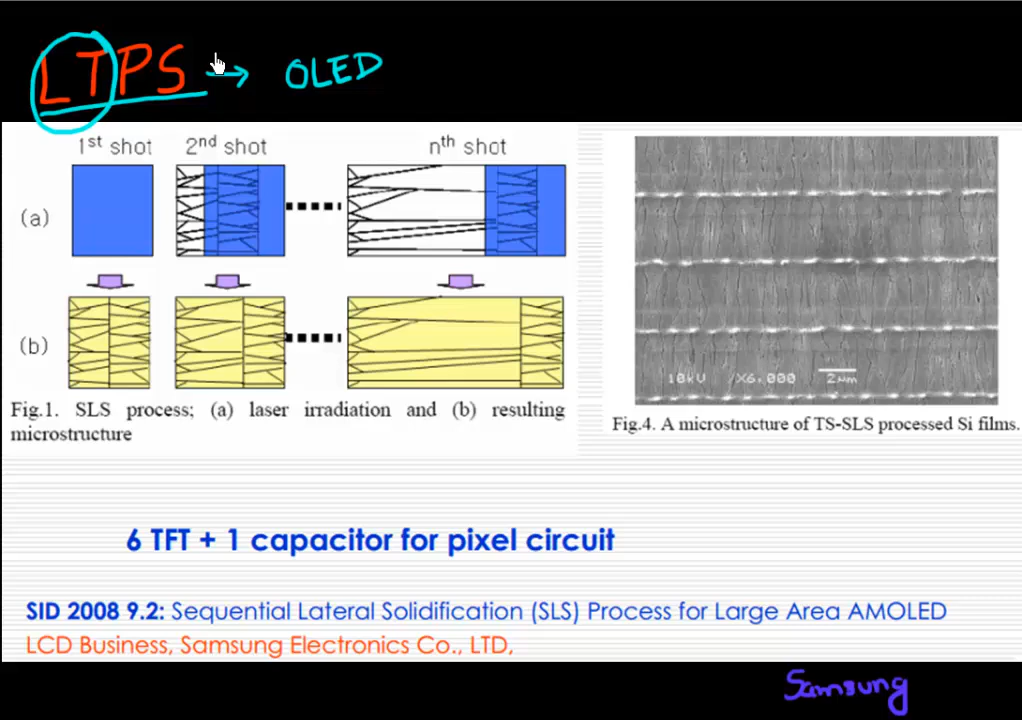 LTPS → OLED
1st shot 2nd shot nth shot
(a)
(b)
Fig.1. SLS process; (a) laser irradiation and (b) resulting
microstructure
10kV X6,000 2μm
Fig.4. A microstructure of TS-SLS processed Si films.
6 TFT + 1 capacitor for pixel circuit
SID 2008 9.2: Sequential Lateral Solidification (SLS) Process for Large Area AMOLED
LCD Business, Samsung Electronics Co., LTD,
Samsung